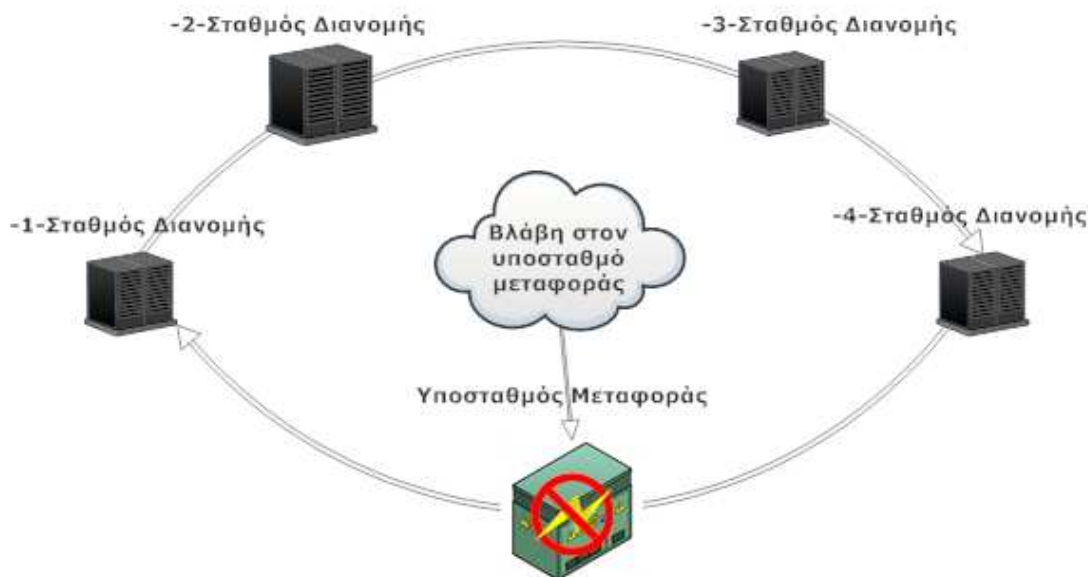 -2-Σταθμός Διανομής
-3-Σταθμός Διανομής
-1-Σταθμός Διανομής
-4-Σταθμός Διανομής
Βλάβη στον
υποσταθμό
μεταφοράς
Υποσταθμός Μεταφοράς